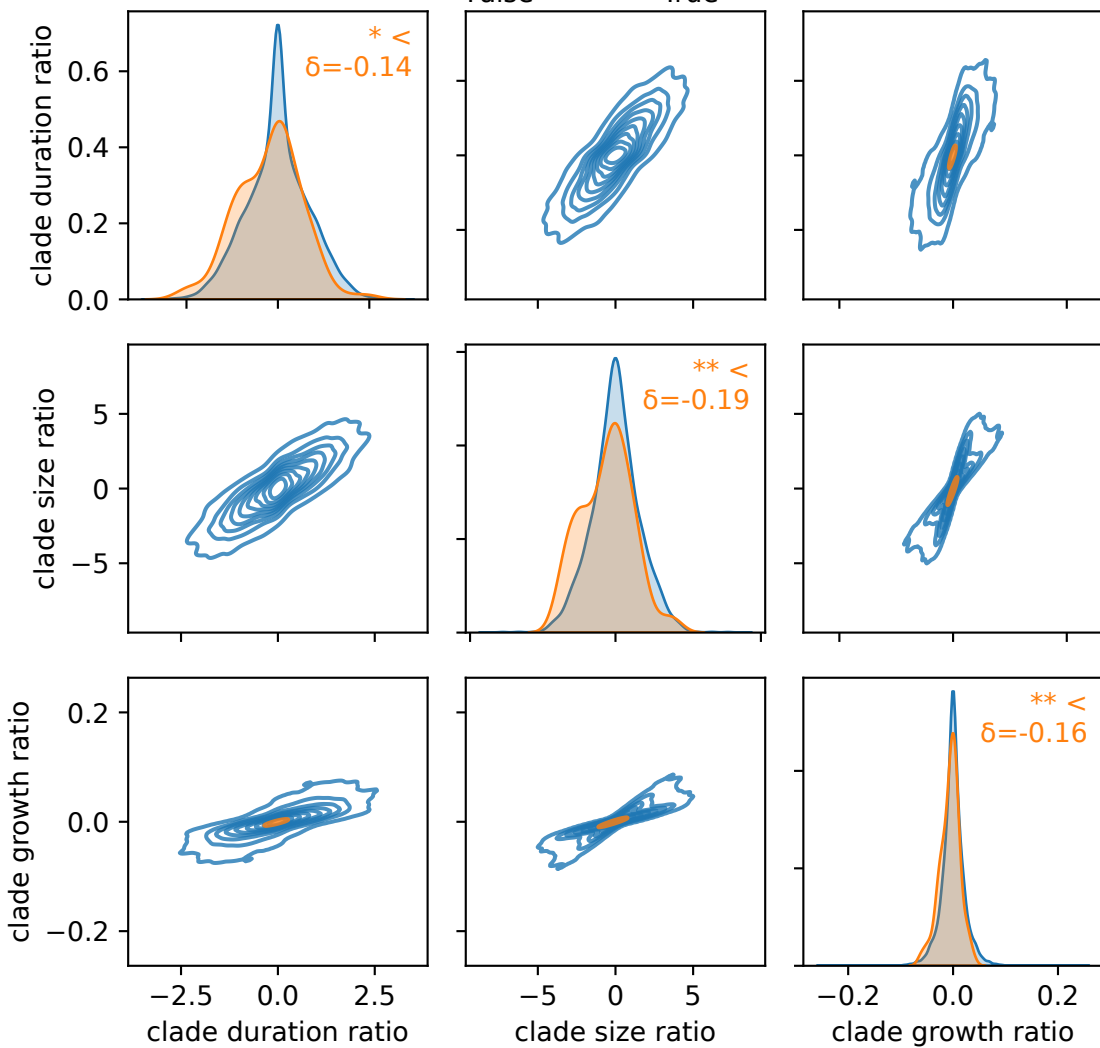 * <
δ=-0.14
clade duration ratio
0.6
0.4
0.2
0.0
** <
δ=-0.19
clade size ratio
5
0
−5
** <
δ=-0.16
clade growth ratio
0.2
0.0
−0.2
−2.5 0.0 2.5 −5 0 5 −0.2 0.0 0.2
clade duration ratio clade size ratio clade growth ratio